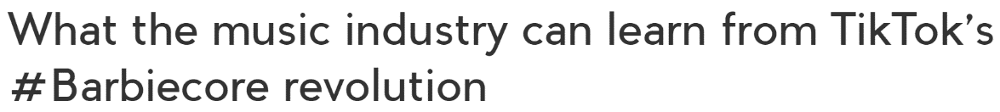 What the music industry can learn from TikTok’s
#Barbiecore revolution